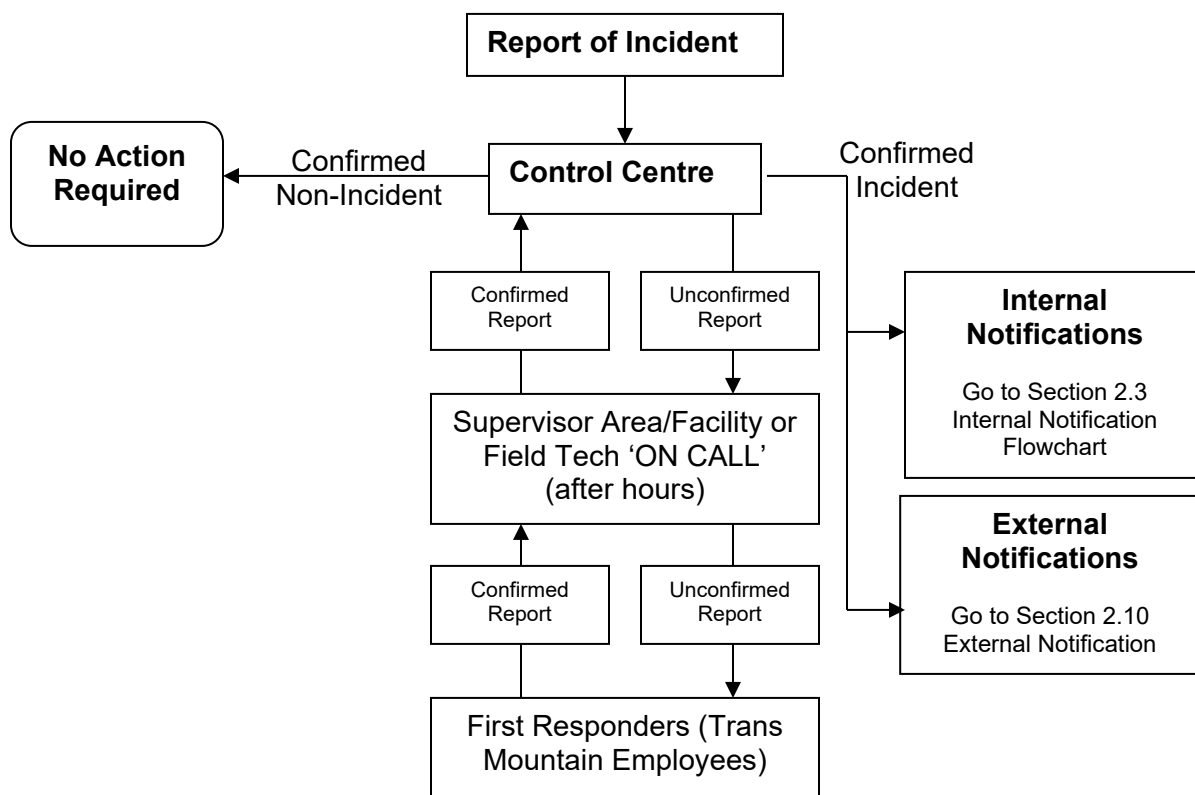 Report of Incident
No Action
Required
Confirmed
Non-Incident
Control Centre
Confirmed
Incident
Confirmed
Report
Unconfirmed
Report
Internal
Notifications
Go to Section 2.3
Internal Notification
Flowchart
Supervisor Area/Facility or
Field Tech ‘ON CALL’
(after hours)
External
Notifications
Go to Section 2.10
External Notification
Confirmed
Report
Unconfirmed
Report
First Responders (Trans
Mountain Employees)